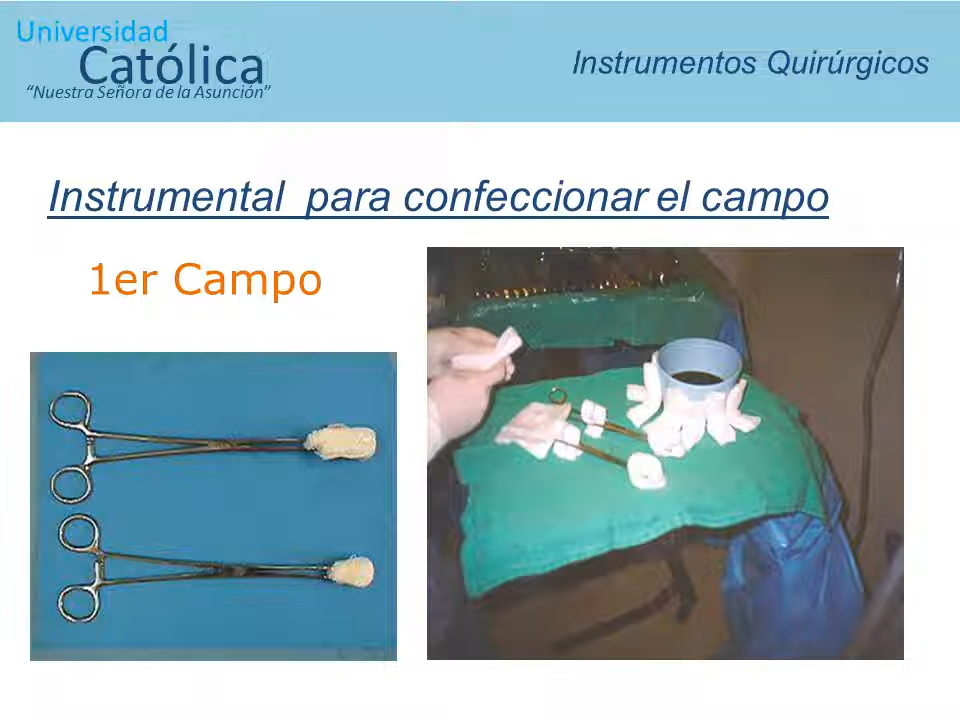 Universidad
Católica
“Nuestra Señora de la Asunción”
Instrumentos Quirúrgicos
Instrumental para confeccionar el campo
1er Campo